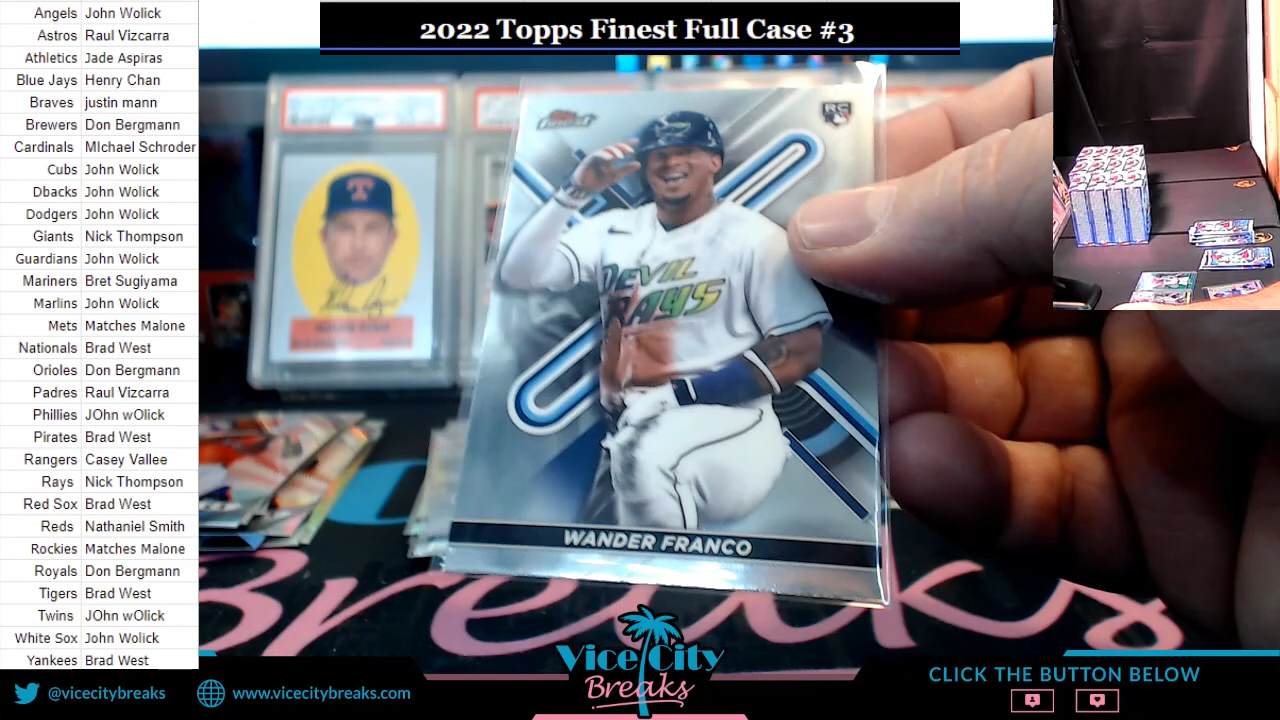 2022 Topps Finest Full Case #3
Angels John Wolick
Astros Raul Vizcarra
Athletics Jade Aspiras
Blue Jays Henry Chan
Braves justin mann
Brewers Don Bergmann
Cardinals MIchael Schroder
Cubs John Wolick
Dbacks John Wolick
Dodgers John Wolick
Giants Nick Thompson
Guardians John Wolick
Mariners Bret Sugiyama
Marlins John Wolick
Mets Matches Malone
Nationals Brad West
Orioles Don Bergmann
Padres Raul Vizcarra
Phillies JOhn wOlick
Pirates Brad West
Rangers Casey Vallee
Rays Nick Thompson
Red Sox Brad West
Reds Nathaniel Smith
Rockies Matches Malone
Royals Don Bergmann
Tigers Brad West
Twins JOhn wOlick
White Sox John Wolick
Yankees Brad West
Finest
RC
T
DEVIL
RAYS
WANDER FRANCO
Breaks
Vice City
Breaks
@vicecitybreaks
www.vicecitybreaks.com
CLICK THE BUTTON BELOW